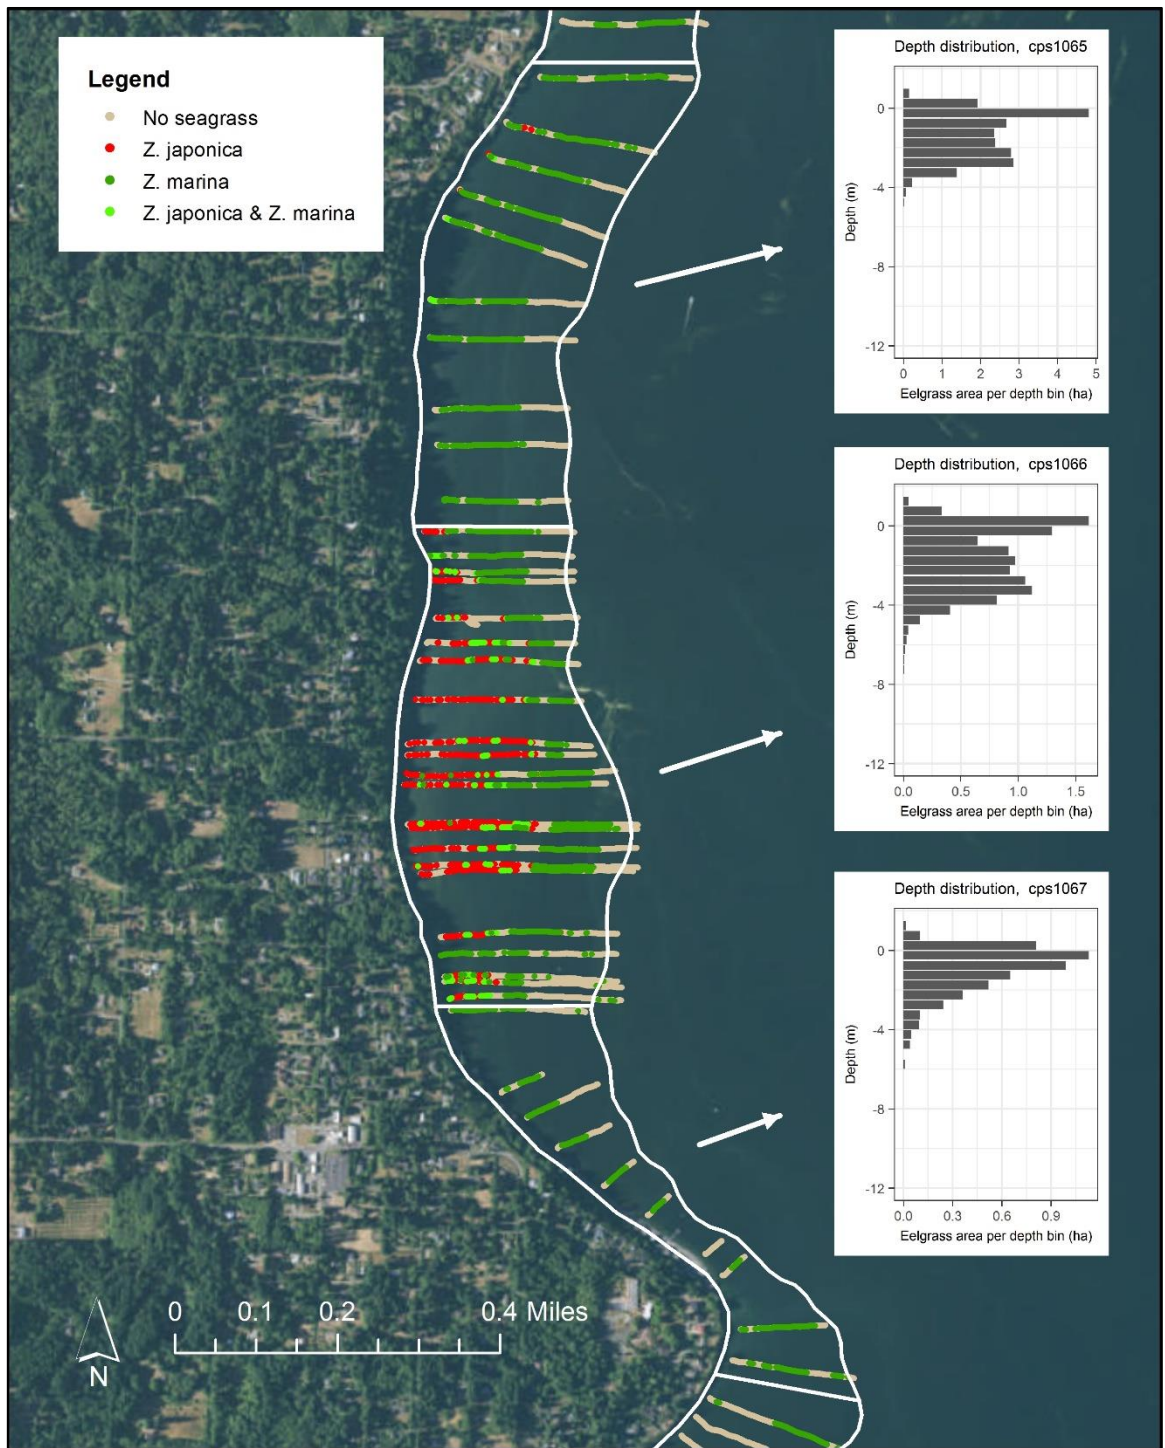 Legend
No seagrass
Z. japonica
Z. marina
Z. japonica & Z. marina
Depth distribution, cps1065
0
-4
-8
-12
Depth (m)
0 1 2 3 4 5
Eelgrass area per depth bin (ha)
Depth distribution, cps1066
0
-4
-8
-12
Depth (m)
0.0 0.5 1.0 1.5
Eelgrass area per depth bin (ha)
Depth distribution, cps1067
0
-4
-8
-12
Depth (m)
0.0 0.3 0.6 0.9
Eelgrass area per depth bin (ha)
0 0.1 0.2 0.4 Miles
N